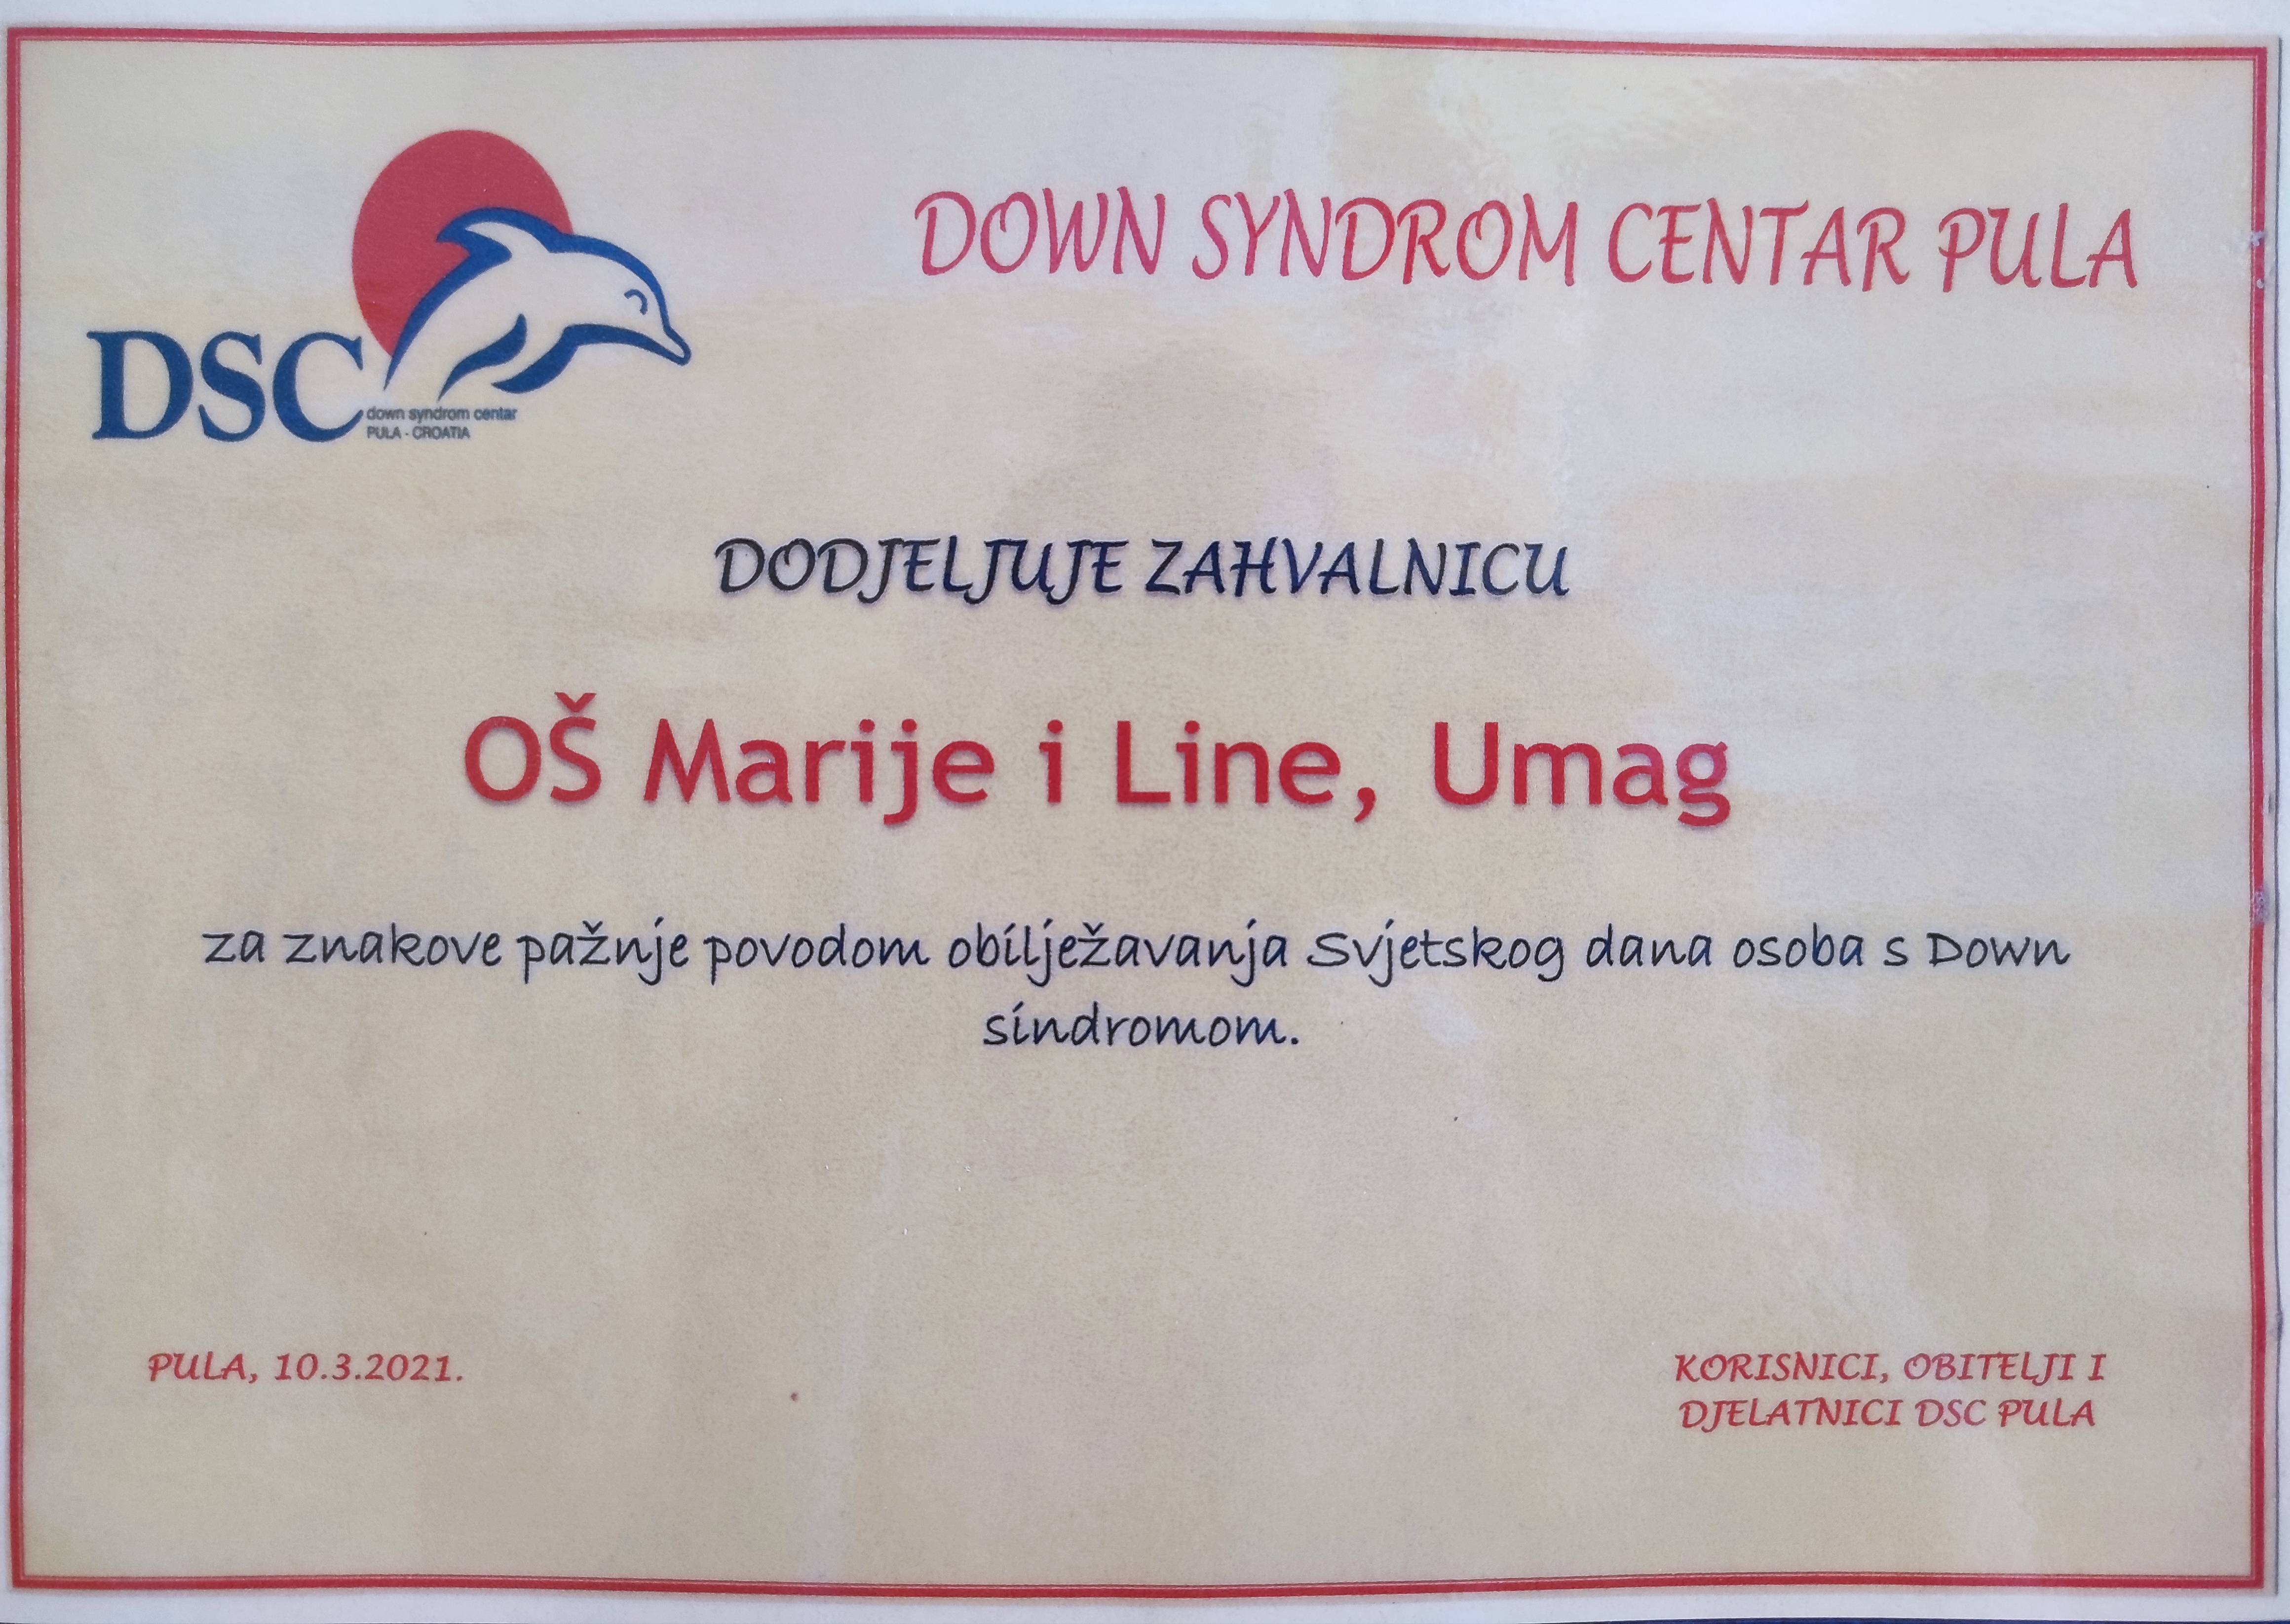 DOWN SYNDROM CENTAR PULA
DSC
down syndrom centar
PULA - CROATIA
DODJELJUJE ZAHVALNICU
OŠ Marije i Line, Umag
za znakove pažnje povodom obilježavanja Svjetskog dana osoba s Down
sindromom.
PULA, 10.3.2021.
KORISNICI, OBITELJI I
DJELATNICI DSC PULA